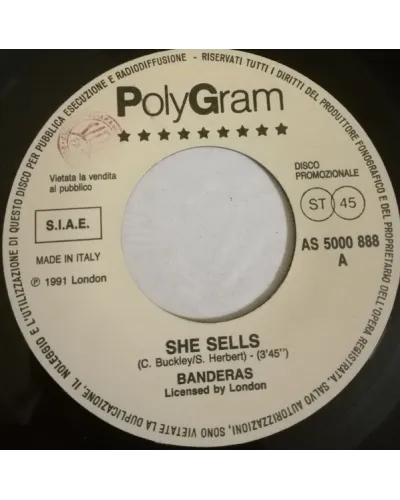 IL NOLEGGIO E L'UTILIZZAZIONE DI QUESTO DISCO PER PUBBLICA ESECUZIONE E RADIODIFFUSIONE - RISERVATI TUTTI I DIRITTI DEL PRODUTTORE FONOGRAFICO E DEL PROPRIETARIO DELL'OPERA REGISTRATA. SALVO AUTORIZZAZIONI, SONO VIETATE LA DUPLICAZIONE,
PolyGram
Vietata la vendita
al pubblico
DISCO
PROMOZIONALE
S.I.A.E.
ST 45
MADE IN ITALY
AS 5000 888
A
℗ 1991 London
SHE SELLS
(C. Buckley/S. Herbert) - (3'45")
BANDERAS
Licensed by London